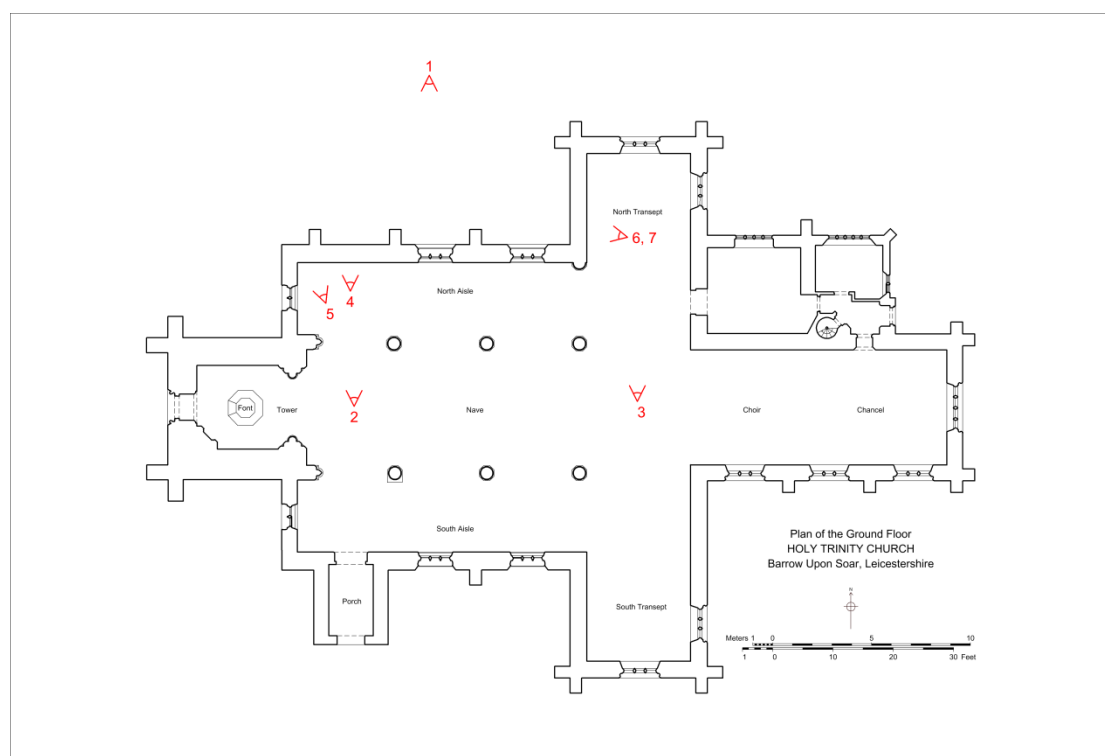 1
North Transept
6, 7
North Aisle
4
5
Font
Tower
2
Nave
3
Choir
Chancel
South Aisle
Porch
South Transept
Plan of the Ground Floor
HOLY TRINITY CHURCH
Barrow Upon Soar, Leicestershire
N
Meters 1 0 5 10
1 0 10 20 30 Feet